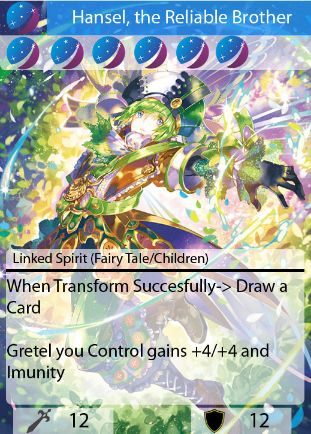 Hansel, the Reliable Brother
Linked Spirit (Fairy Tale/Children)
When Transform Succesfully-> Draw a
Card
Gretel you Control gains +4/+4 and
Imunity
12
12